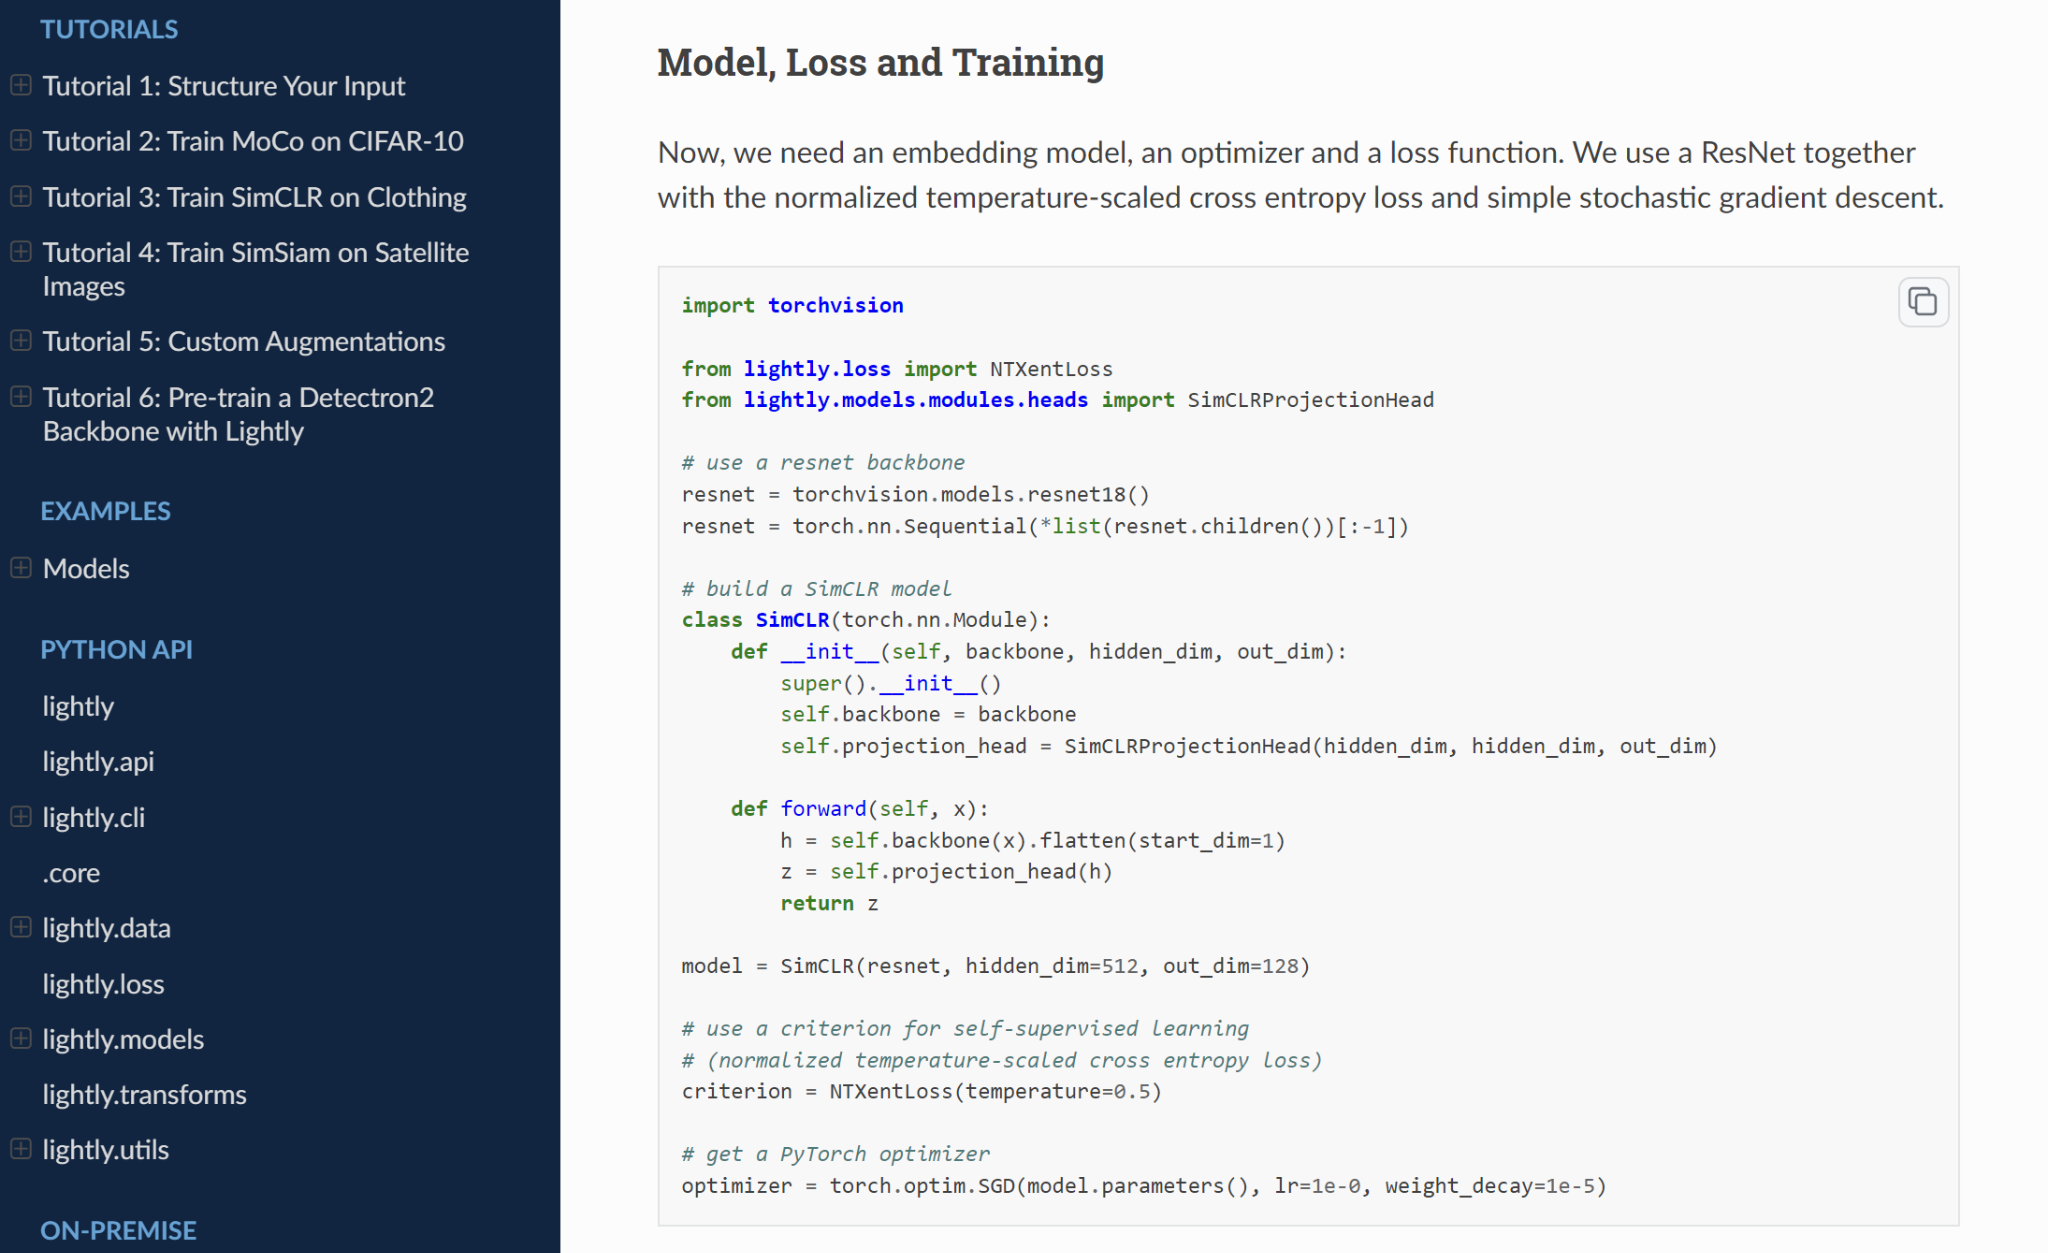 TUTORIALS
Tutorial 1: Structure Your Input
Tutorial 2: Train MoCo on CIFAR-10
Tutorial 3: Train SimCLR on Clothing
Tutorial 4: Train SimSiam on Satellite
Images
Tutorial 5: Custom Augmentations
Tutorial 6: Pre-train a Detectron2
Backbone with Lightly
EXAMPLES
Models
PYTHON API
lightly
lightly.api
lightly.cli
.core
lightly.data
lightly.loss
lightly.models
lightly.transforms
lightly.utils
ON-PREMISE
Model, Loss and Training
Now, we need an embedding model, an optimizer and a loss function. We use a ResNet together
with the normalized temperature-scaled cross entropy loss and simple stochastic gradient descent.
import torchvision
from lightly.loss import NTXentLoss
from lightly.models.modules.heads import SimCLRProjectionHead
# use a resnet backbone
resnet = torchvision.models.resnet18()
resnet = torch.nn.Sequential(*list(resnet.children())[:-1])
# build a SimCLR model
class SimCLR(torch.nn.Module):
    def __init__(self, backbone, hidden_dim, out_dim):
        super().__init__()
        self.backbone = backbone
        self.projection_head = SimCLRProjectionHead(hidden_dim, hidden_dim, out_dim)
    def forward(self, x):
        h = self.backbone(x).flatten(start_dim=1)
        z = self.projection_head(h)
        return z
model = SimCLR(resnet, hidden_dim=512, out_dim=128)
# use a criterion for self-supervised learning
# (normalized temperature-scaled cross entropy loss)
criterion = NTXentLoss(temperature=0.5)
# get a PyTorch optimizer
optimizer = torch.optim.SGD(model.parameters(), lr=1e-0, weight_decay=1e-5)